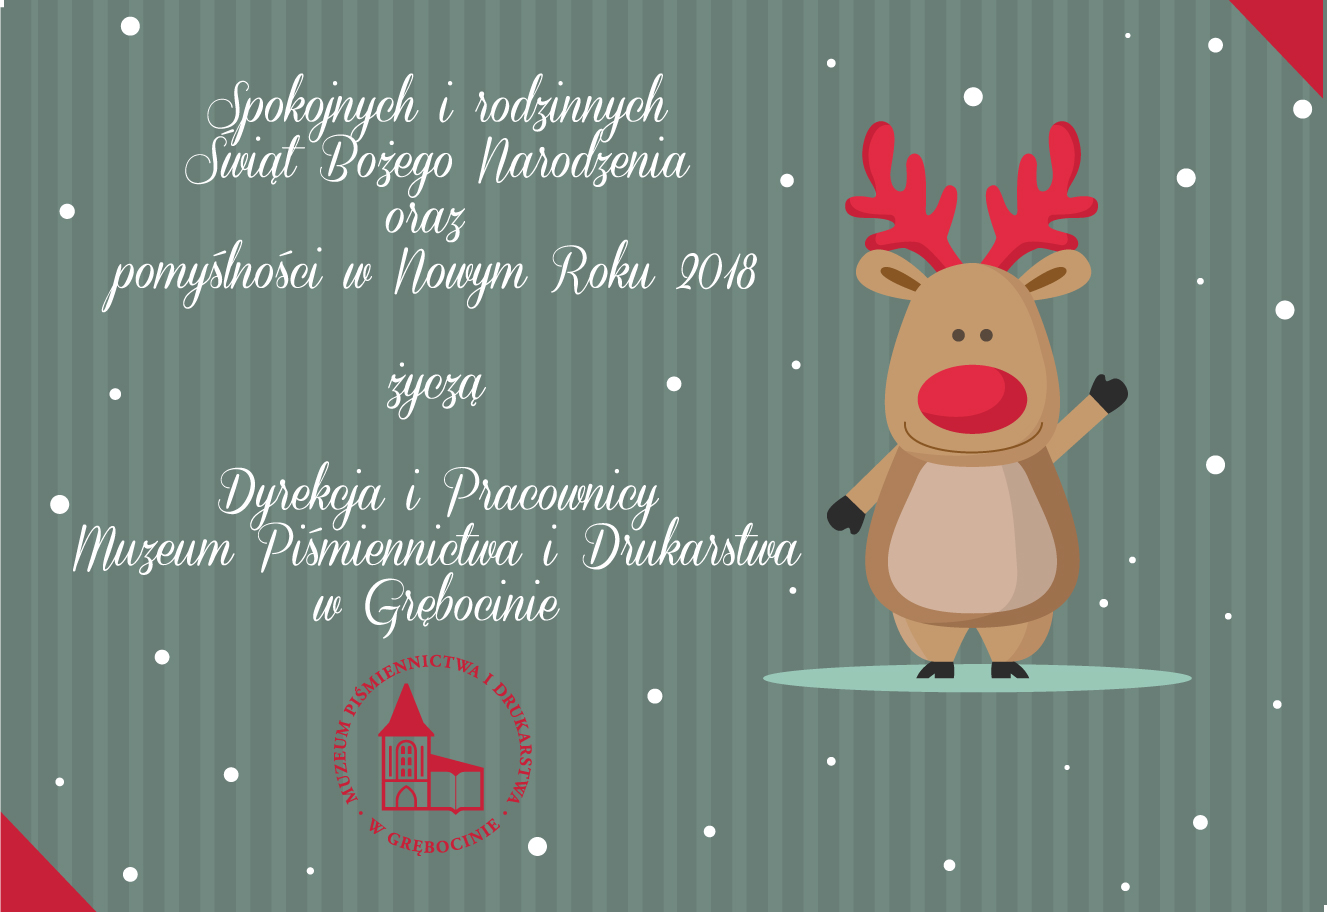 Spokojnych i rodzinnych
Świąt Bożego Narodzenia
oraz
pomyślności w Nowym Roku 2018
życzą
Dyrekcja i Pracownicy
Muzeum Piśmiennictwa i Drukarstwa
w Grębocinie
MUZEUM PIŚMIENNICTWA I DRUKARSTWA
• W GRĘBOCINIE •